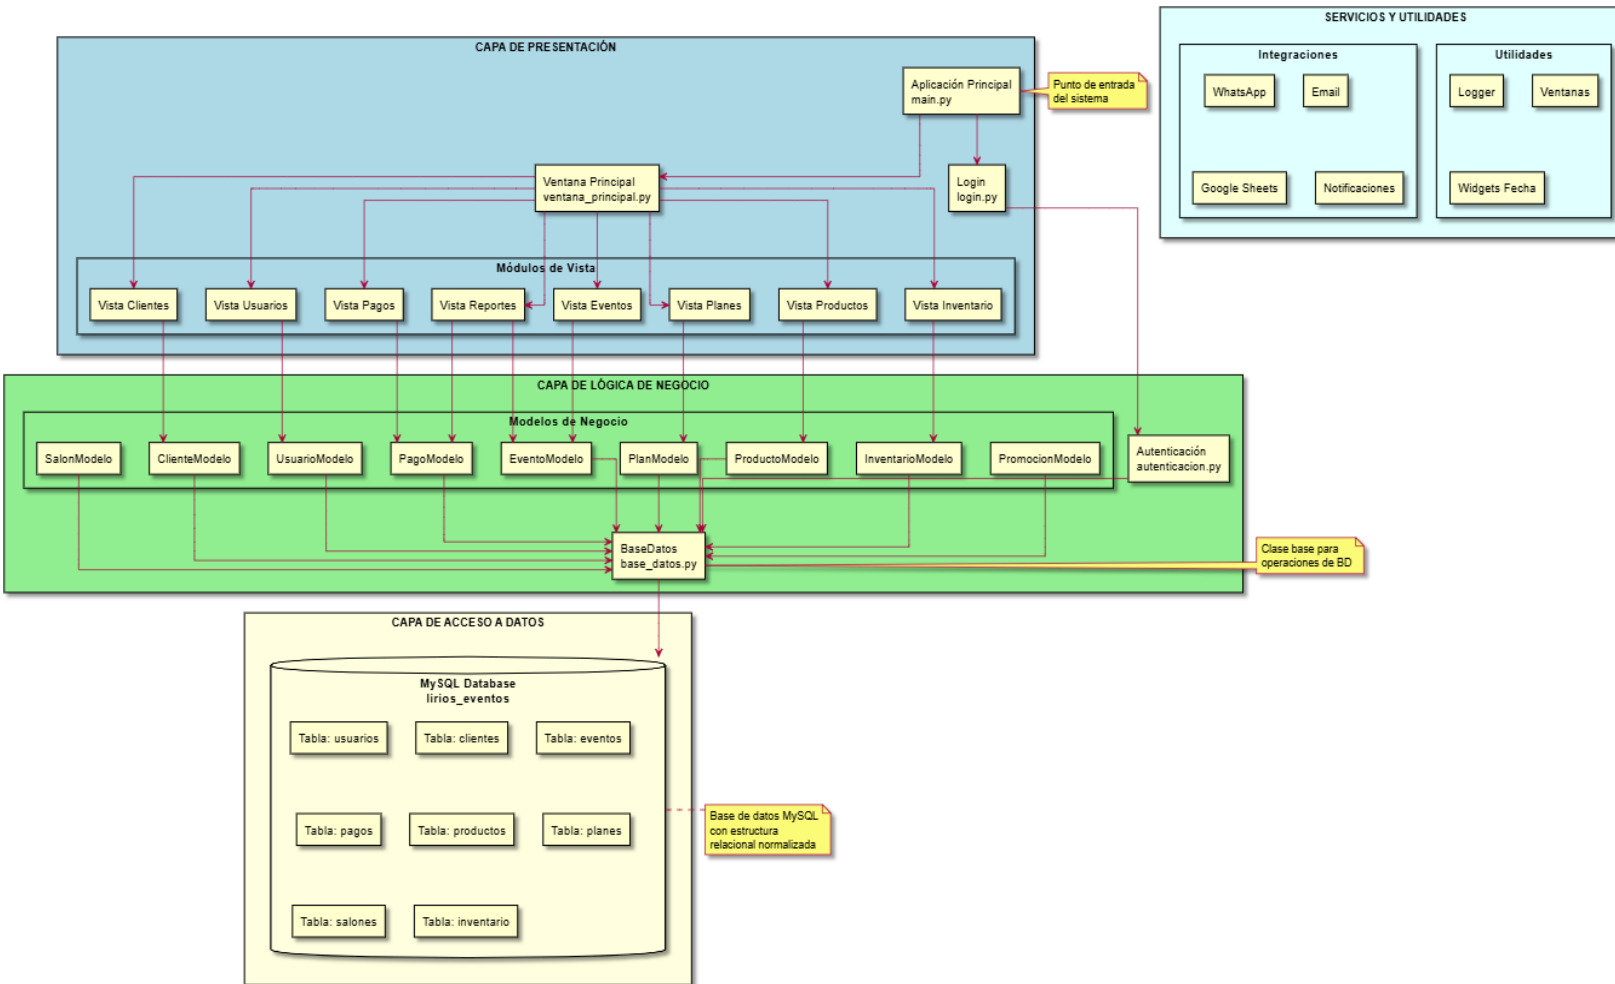 SERVICIOS Y UTILIDADES
Integraciones
WhatsApp
Email
Google Sheets
Notificaciones
Utilidades
Logger
Ventanas
Widgets Fecha
CAPA DE PRESENTACIÓN
Aplicación Principal
main.py
Punto de entrada
del sistema
Ventana Principal
ventana_principal.py
Login
login.py
Módulos de Vista
Vista Clientes
Vista Usuarios
Vista Pagos
Vista Reportes
Vista Eventos
Vista Planes
Vista Productos
Vista Inventario
CAPA DE LÓGICA DE NEGOCIO
Modelos de Negocio
SalonModelo
ClienteModelo
UsuarioModelo
PagoModelo
EventoModelo
PlanModelo
ProductoModelo
InventarioModelo
PromocionModelo
Autenticación
autenticacion.py
BaseDatos
base_datos.py
Clase base para
operaciones de BD
CAPA DE ACCESO A DATOS
MySQL Database
lirios_eventos
Tabla: usuarios
Tabla: clientes
Tabla: eventos
Tabla: pagos
Tabla: productos
Tabla: planes
Tabla: salones
Tabla: inventario
Base de datos MySQL
con estructura
relacional normalizada